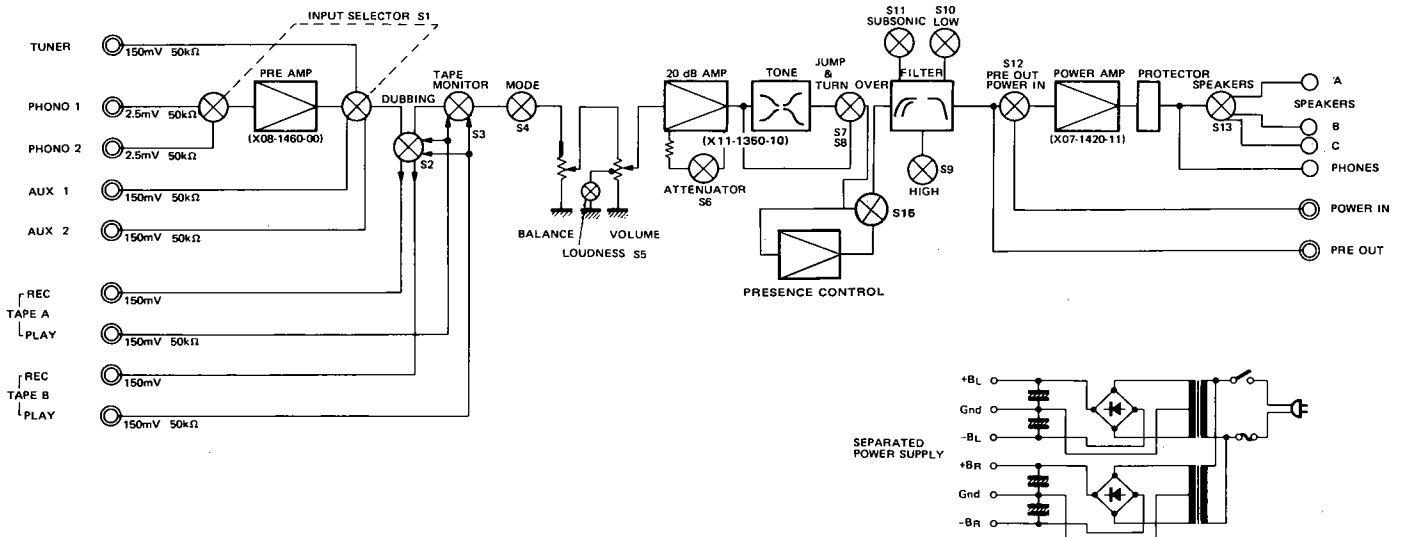 INPUT SELECTOR S1
TUNER
150mV 50kΩ
PHONO 1
2.5mV 50kΩ
PHONO 2
2.5mV 50kΩ
AUX 1
150mV 50kΩ
AUX 2
150mV 50kΩ
TAPE A
REC
150mV
PLAY
150mV 50kΩ
TAPE B
REC
150mV
PLAY
150mV 50kΩ
PRE AMP
(X08-1460-00)
DUBBING
S2
TAPE
MONITOR
S3
MODE
S4
BALANCE
LOUDNESS S5
VOLUME
20 dB AMP
(X11-1360-10)
ATTENUATOR
S6
TONE
JUMP
&
TURN OVER
S7
S8
S11
SUBSONIC
S10
LOW
FILTER
S9
HIGH
S15
PRESENCE CONTROL
S12
PRE OUT
POWER IN
POWER AMP
(X07-1420-11)
PROTECTOR
SPEAKERS
S13
A
SPEAKERS
B
C
PHONES
POWER IN
PRE OUT
SEPARATED
POWER SUPPLY
+BL
Gnd
-BL
+BR
Gnd
-BR